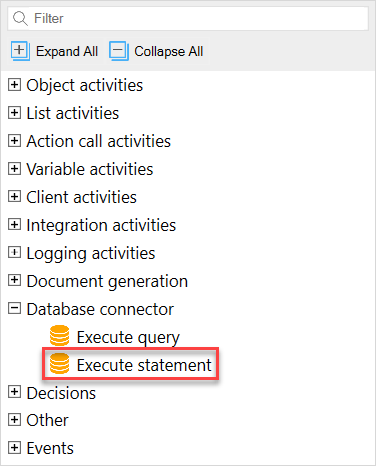 Filter
Expand All Collapse All
Object activities
List activities
Action call activities
Variable activities
Client activities
Integration activities
Logging activities
Document generation
Database connector
Execute query
Execute statement
Decisions
Other
Events